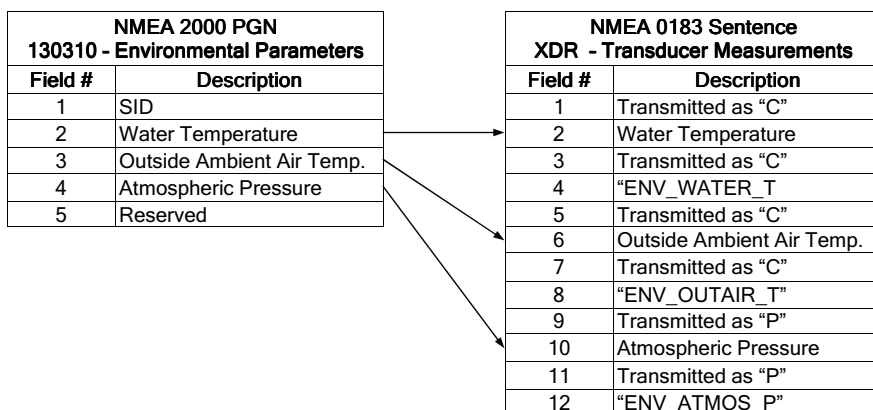 NMEA 2000 PGN
130310 - Environmental Parameters
Field # Description
1 SID
2 Water Temperature
3 Outside Ambient Air Temp.
4 Atmospheric Pressure
5 Reserved
NMEA 0183 Sentence
XDR - Transducer Measurements
Field # Description
1 Transmitted as “C”
2 Water Temperature
3 Transmitted as “C”
4 “ENV_WATER_T
5 Transmitted as “C”
6 Outside Ambient Air Temp.
7 Transmitted as “C”
8 “ENV_OUTAIR_T”
9 Transmitted as “P”
10 Atmospheric Pressure
11 Transmitted as “P”
12 “ENV_ATMOS_P”